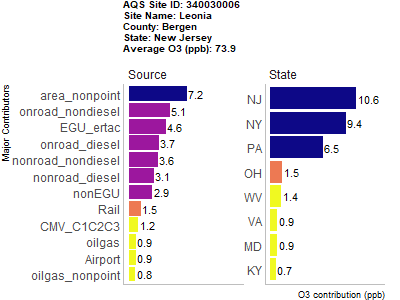 AQS Site ID: 340030006
Site Name: Leonia
County: Bergen
State: New Jersey
Average O3 (ppb): 73.9
Major Contributors
Source
area_nonpoint 7.2
onroad_nondiesel 5.1
EGU_ertac 4.6
onroad_diesel 3.7
nonroad_nondiesel 3.6
nonroad_diesel 3.1
nonEGU 2.9
Rail 1.5
CMV_C1C2C3 1.2
oilgas 0.9
Airport 0.9
oilgas_nonpoint 0.8
State
NJ 10.6
NY 9.4
PA 6.5
OH 1.5
WV 1.4
VA 0.9
MD 0.9
KY 0.7
O3 contribution (ppb)